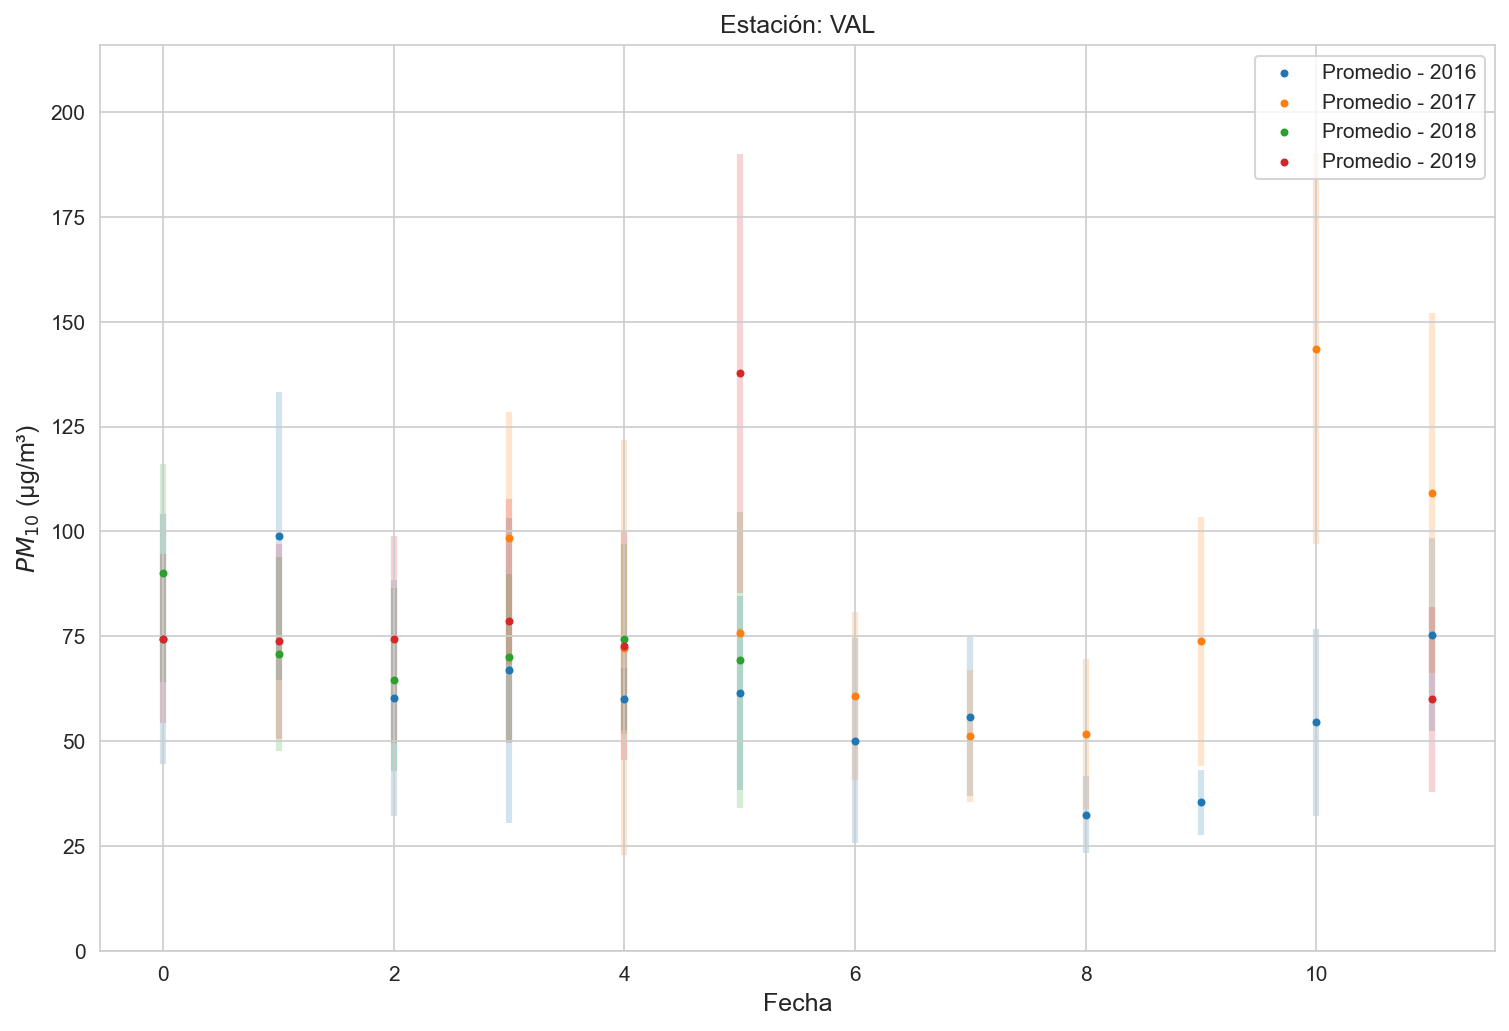 Estación: VAL
Promedio - 2016
Promedio - 2017
Promedio - 2018
Promedio - 2019
200
175
150
125
100
75
50
25
0
PM₁₀ (µg/m³)
0 2 4 6 8 10
Fecha